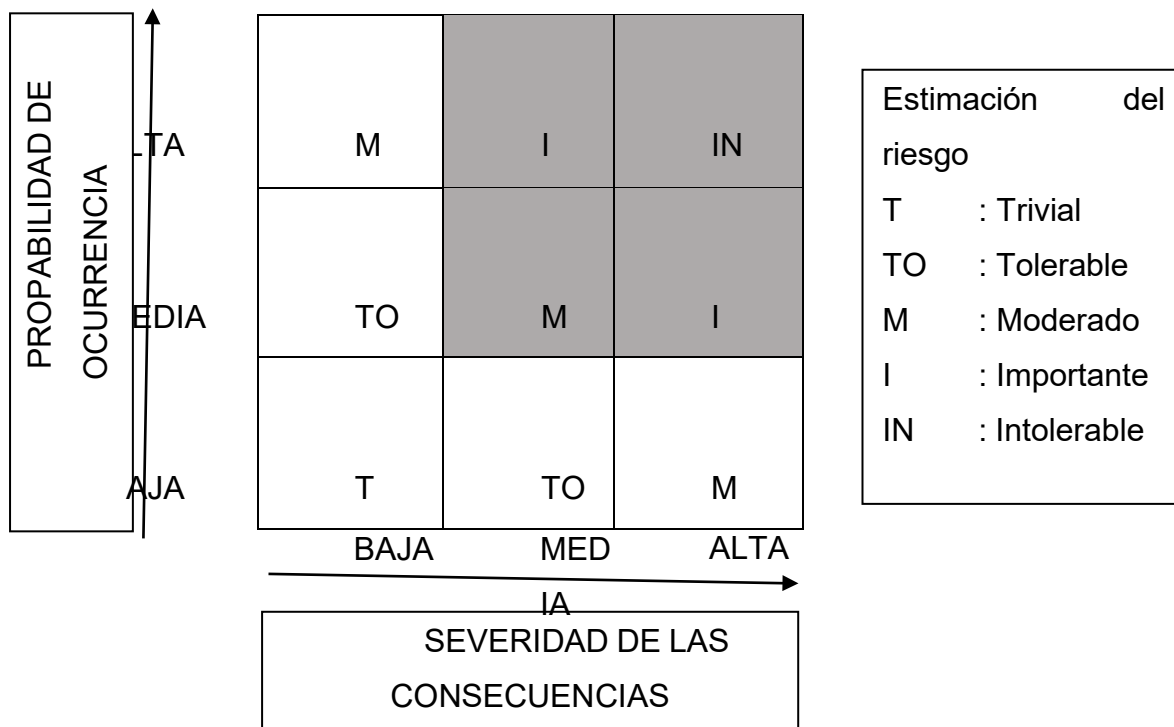 PROPABILIDAD DE
OCURRENCIA
LTA
M
I
IN
EDIA
TO
M
I
AJA
T
TO
M
BAJA
MED
IA
ALTA
SEVERIDAD DE LAS
CONSECUENCIAS
Estimación del
riesgo
T : Trivial
TO : Tolerable
M : Moderado
I : Importante
IN : Intolerable